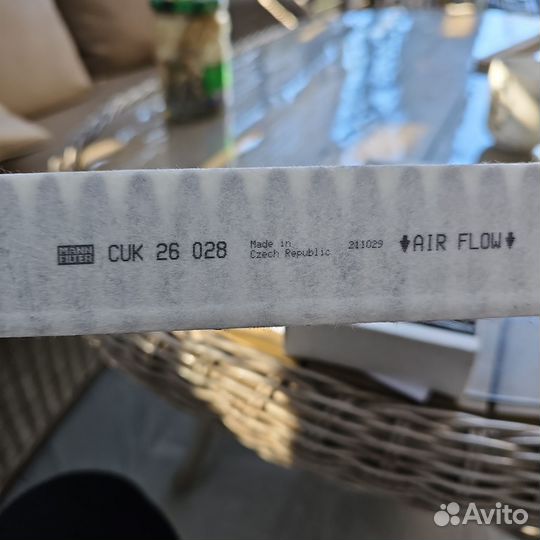 MANN FILTER CUK 26 028 Made in Czech Republic 211029 AIR FLOW
Avito